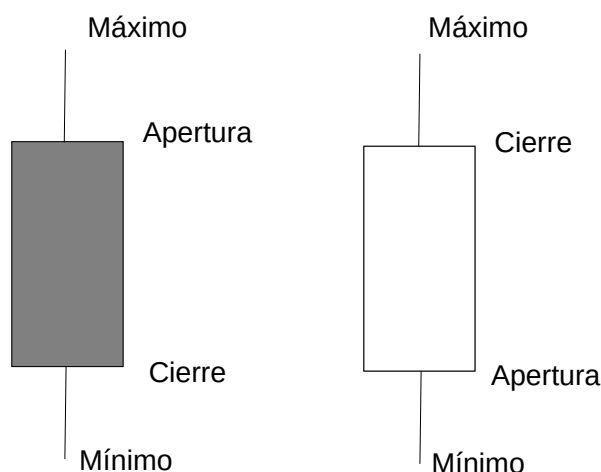 Máximo
Máximo
Apertura
Cierre
Cierre
Apertura
Mínimo
Mínimo